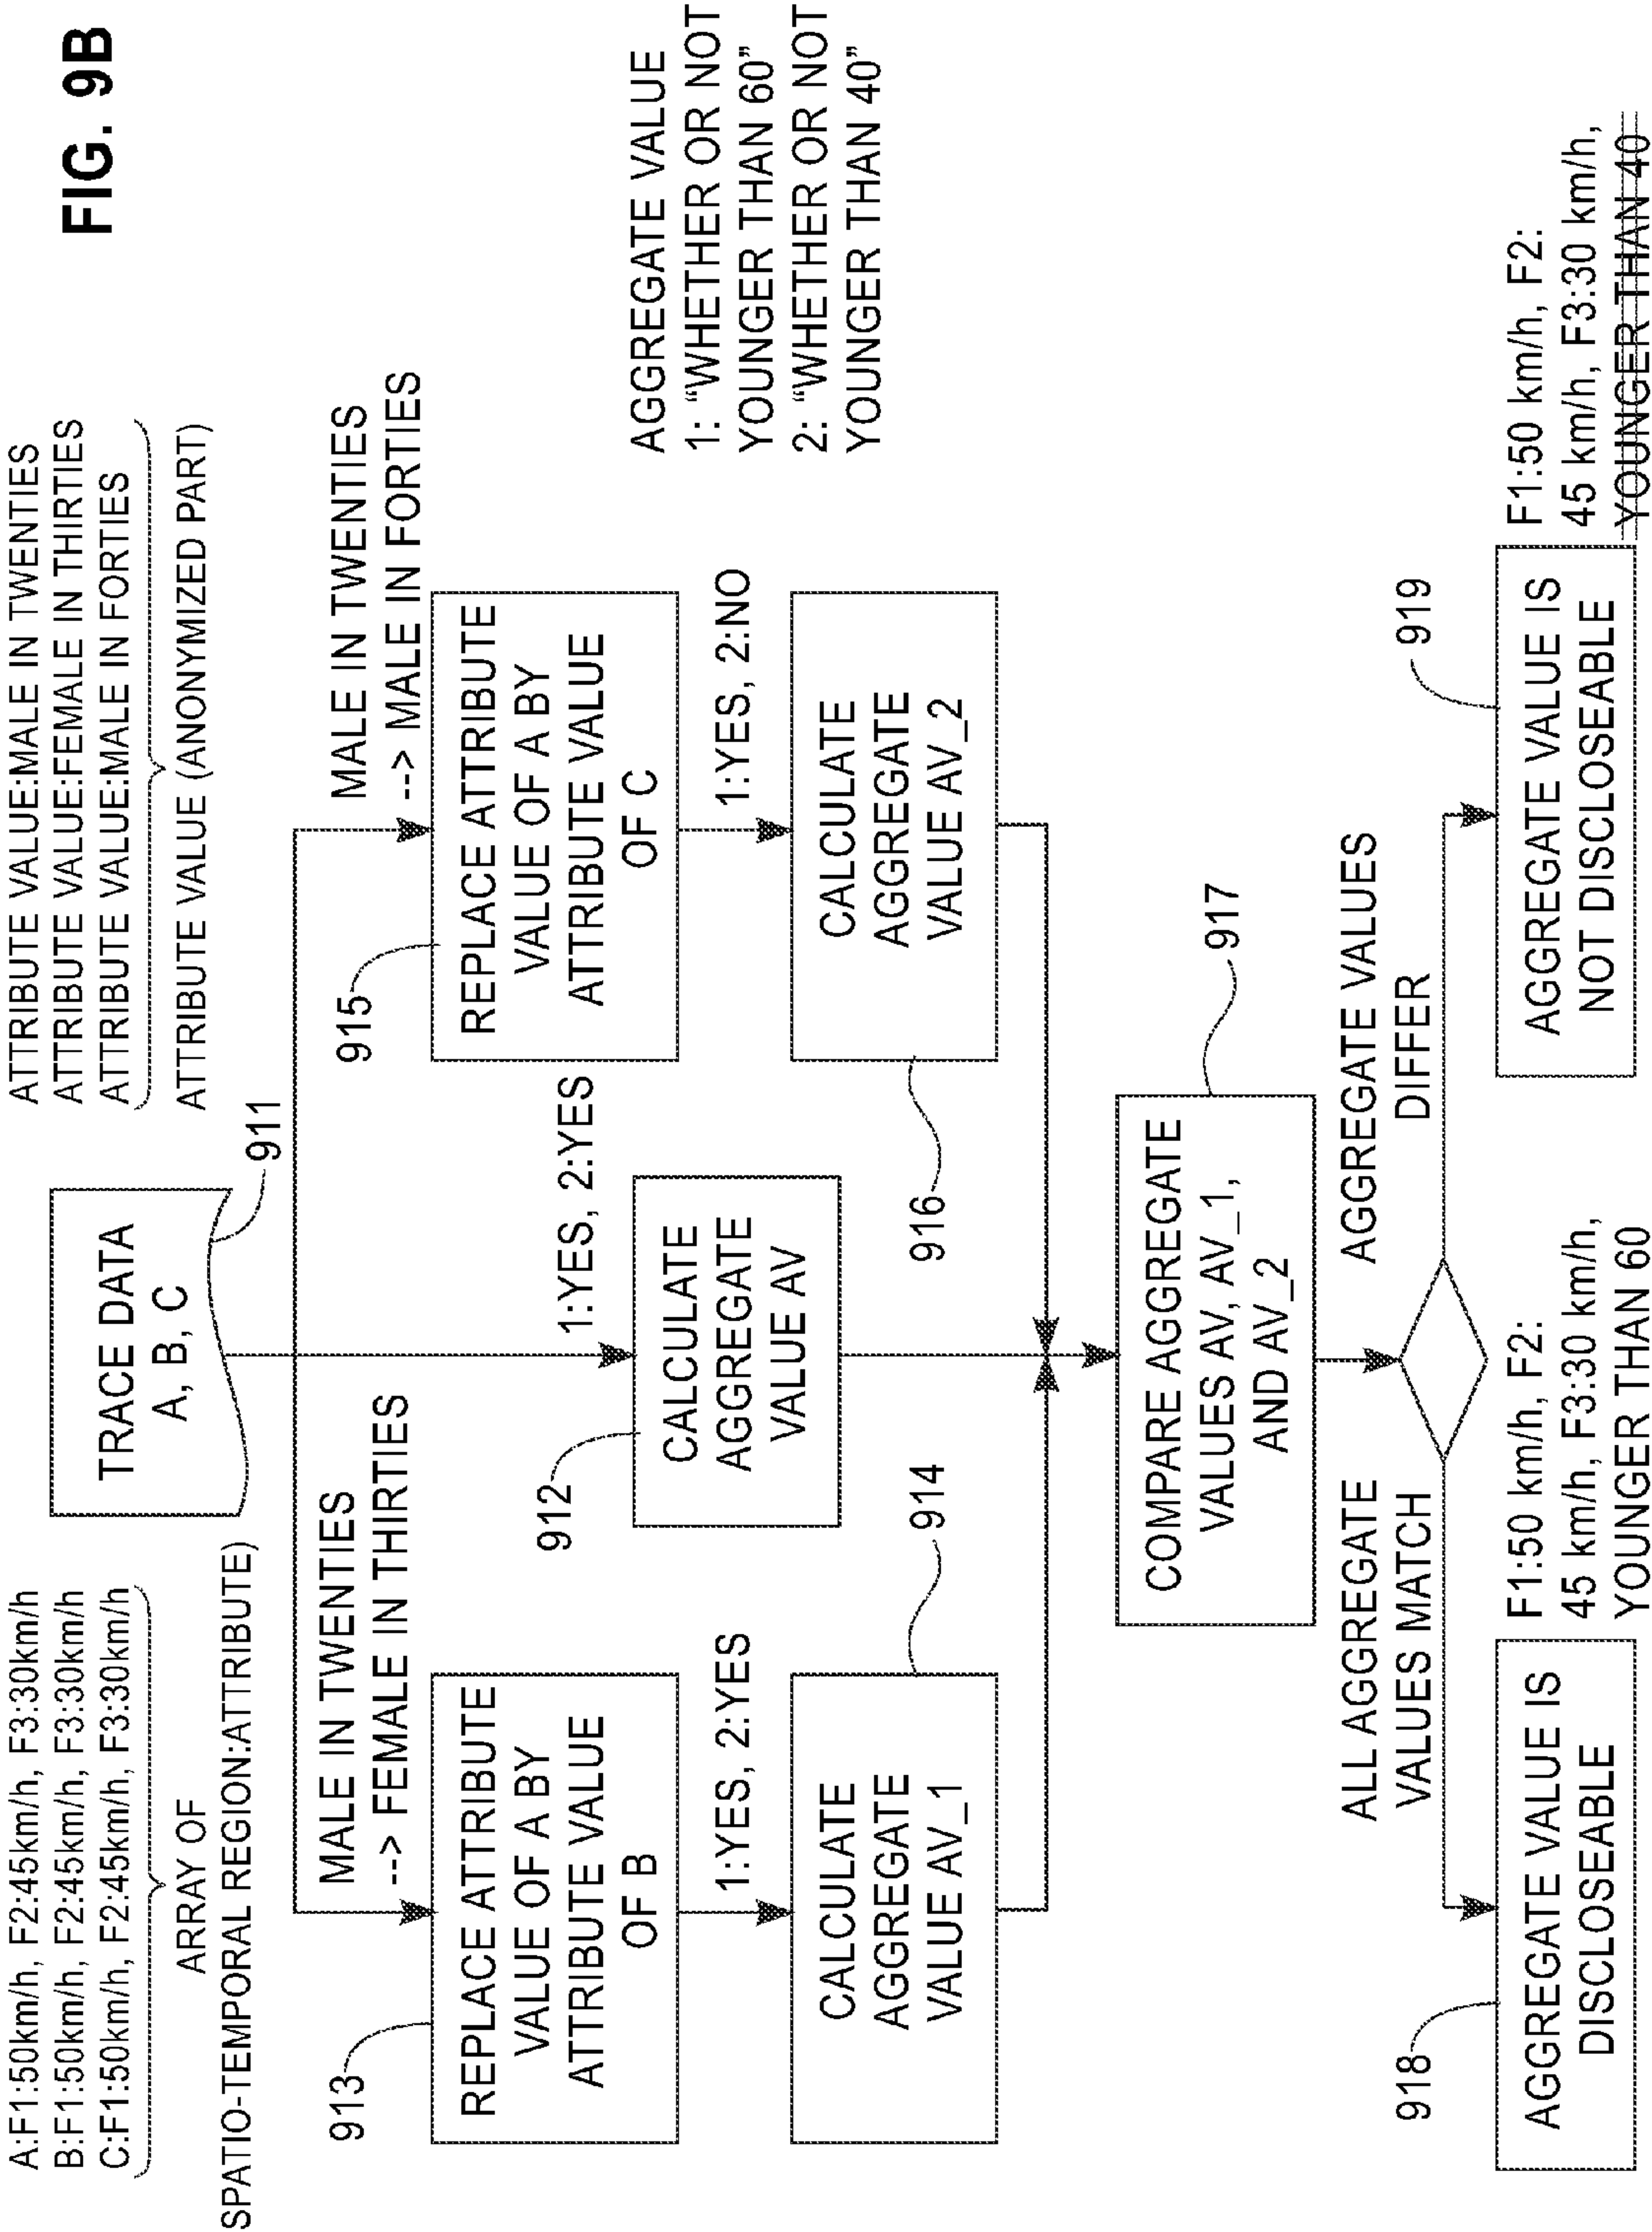 FIG. 9B
A:F1:50km/h, F2:45km/h, F3:30km/h
B:F1:50km/h, F2:45km/h, F3:30km/h
C:F1:50km/h, F2:45km/h, F3:30km/h
ARRAY OF
SPATIO-TEMPORAL REGION:ATTRIBUTE)
TRACE DATA
A, B, C
911
ATTRIBUTE VALUE:MALE IN TWENTIES
ATTRIBUTE VALUE:FEMALE IN THIRTIES
ATTRIBUTE VALUE:MALE IN FORTIES
ATTRIBUTE VALUE (ANONYMIZED PART)
MALE IN TWENTIES
--> FEMALE IN THIRTIES
MALE IN TWENTIES
--> MALE IN FORTIES
913
REPLACE ATTRIBUTE
VALUE OF A BY
ATTRIBUTE VALUE
OF B
915
REPLACE ATTRIBUTE
VALUE OF A BY
ATTRIBUTE VALUE
OF C
1:YES, 2:YES
912
CALCULATE
AGGREGATE
VALUE AV
AGGREGATE VALUE
1: “WHETHER OR NOT
YOUNGER THAN 60”
2: “WHETHER OR NOT
YOUNGER THAN 40”
1:YES, 2:YES
CALCULATE
AGGREGATE
VALUE AV_1
914
1:YES, 2:NO
CALCULATE
AGGREGATE
VALUE AV_2
916
COMPARE AGGREGATE
VALUES AV, AV_1,
AND AV_2
917
ALL AGGREGATE
VALUES MATCH
AGGREGATE VALUES
DIFFER
918
AGGREGATE VALUE IS
DISCLOSEABLE
F1:50 km/h, F2:
45 km/h, F3:30 km/h,
YOUNGER THAN 60
919
AGGREGATE VALUE IS
NOT DISCLOSEABLE
F1:50 km/h, F2:
45 km/h, F3:30 km/h,
YOUNGER THAN 40